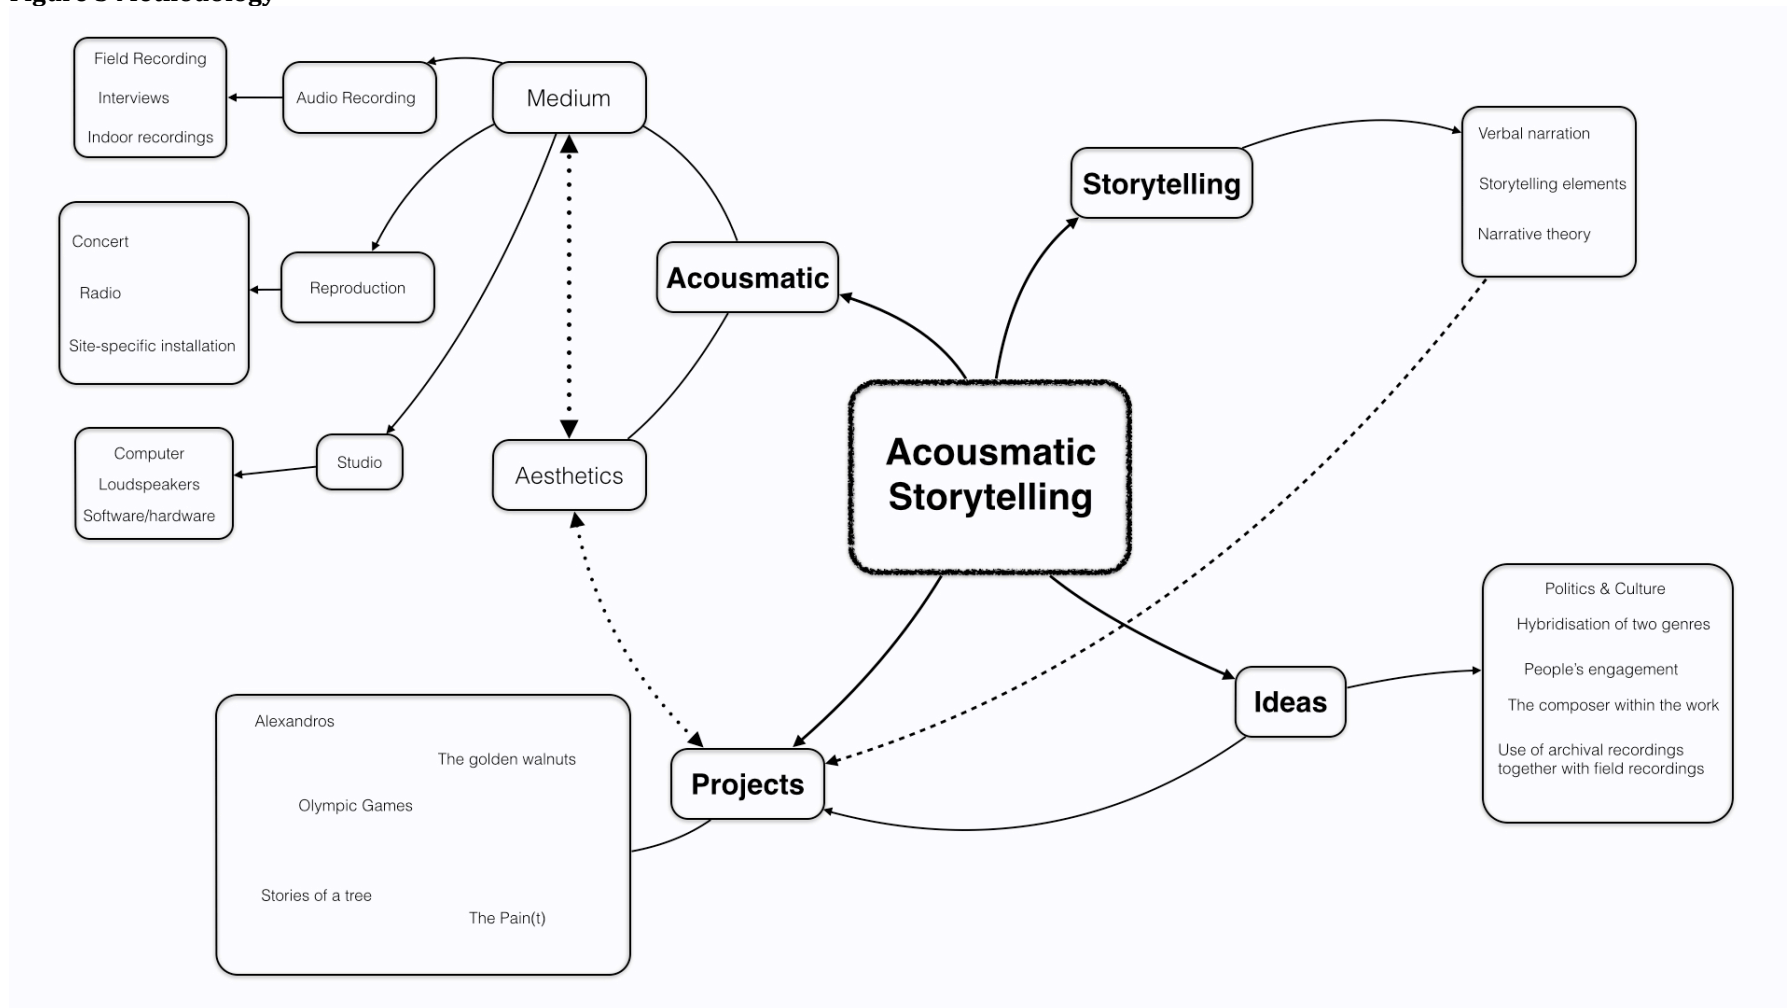 Figure 3 Methodology
Field Recording
Interviews
Indoor recordings
Audio Recording
Medium
Concert
Radio
Site-specific installation
Reproduction
Computer
Loudspeakers
Software/hardware
Studio
Aesthetics
Acousmatic
Storytelling
Verbal narration
Storytelling elements
Narrative theory
Acousmatic
Storytelling
Ideas
Politics & Culture
Hybridisation of two genres
People's engagement
The composer within the work
Use of archival recordings
together with field recordings
Projects
Alexandros
The golden walnuts
Olympic Games
Stories of a tree
The Pain(t)